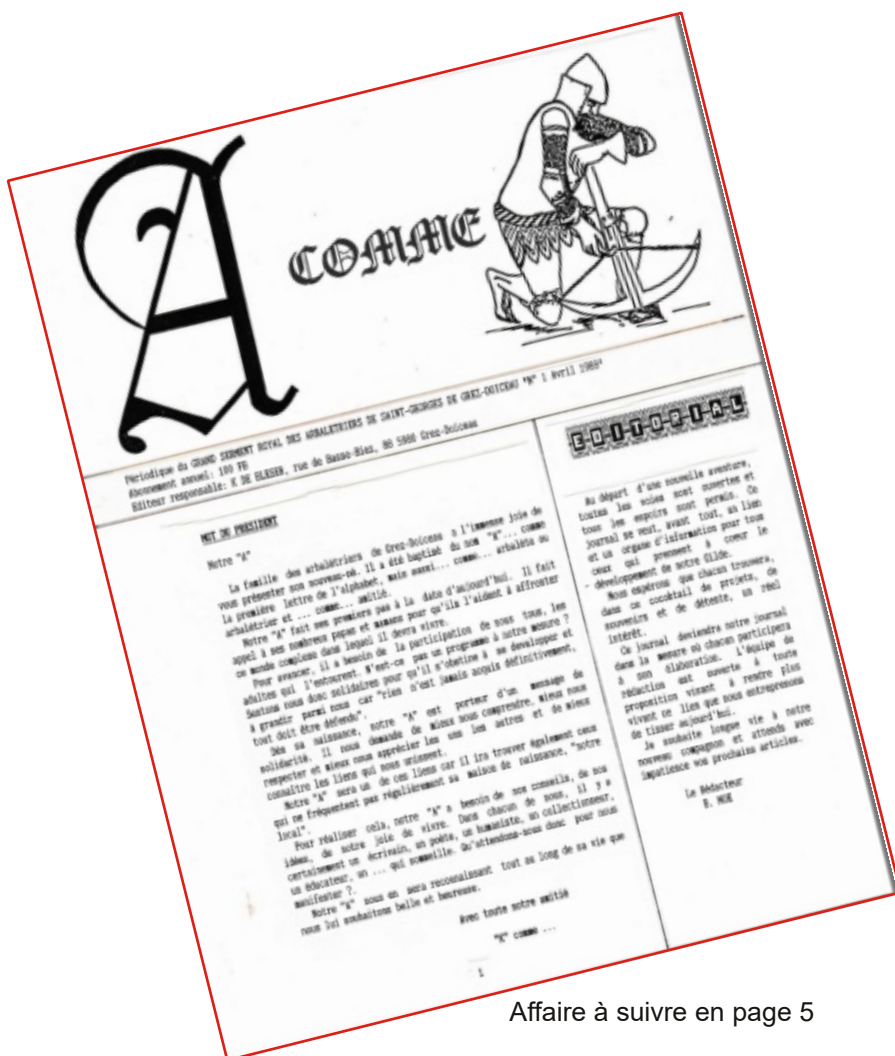 A
COMME
Périodique du GRAND SERMENT ROYAL DES ARBALETRIERS DE SAINT-GEORGES DE GREZ-DOICEAU 1 Avril 1988
Abonnement annuel: 100 FB
Editeur responsable: K DE BLESER, rue de Basse-Biez, 5980 Grez-Doiceau
MOT DU PRESIDENT
Notre "A"
La famille des arbalétriers de Grez-Doiceau a l'immense joie de
vous présenter son nouveau-né. Il a été baptisé du nom "A"... comme
la première lettre de l'alphabet, mais aussi... comme... arbalète ou
arbalétrier et ... comme... amitié.
Notre "A" fait ses premiers pas à la date d'aujourd'hui. Il fait
appel à ses nombreux papas et mamans pour qu'ils l'aident à affronter
ce monde complexe dans lequel il devra vivre.
Pour avancer, il a besoin de la participation de nous tous, les
adultes qui l'entourent. N'est-ce pas un programme à notre mesure ?
Soyons nous donc solidaires pour qu'il s'obstine à se développer et
à grandir parmi nous car "rien n'est jamais acquis définitivement,
tout doit être défendu".
Dès sa naissance, notre "A" est porteur d'un message de
solidarité. Il nous demande de mieux nous comprendre, mieux nous
respecter et mieux nous apprécier les uns les autres et de mieux
connaître les liens qui nous unissent.
Notre "A" sera un de ces liens car il ira trouver également ceux
qui ne fréquentent pas régulièrement sa maison de naissance, "notre
local".
Pour réaliser cela, notre "A" a besoin de nos conseils, de nos
idées, de notre joie de vivre. Dans chacun de nous, il y a
certainement un écrivain, un poète, un humaniste, un collectionneur,
un éducateur, un ... qui sommeille. Qu'attendons-nous donc pour nous
manifester ?.
Notre "A" nous en sera reconnaissant tout au long de sa vie que
nous lui souhaitons belle et heureuse.
Avec toute notre amitié
"A" comme ...
1
EDITORIAL
Au départ d'une nouvelle aventure,
toutes les voies sont ouvertes et
tous les espoirs sont permis. Ce
journal se veut, avant tout, un lien
et un organe d'information pour tous
ceux qui prennent à coeur le
développement de notre Gilde.
Nous espérons que chacun trouvera,
dans ce cocktail de projets, de
souvenirs et de détente, un réel
intérêt.
Ce journal deviendra notre journal
dans la mesure où chacun participera
à son élaboration. L'équipe de
rédaction est ouverte à toute
proposition visant à rendre plus
vivant ce lien que nous entreprenons
de tisser aujourd'hui.
Je souhaite longue vie à notre
nouveau compagnon et attends avec
impatience vos prochains articles.
Le Rédacteur
Affaire à suivre en page 5